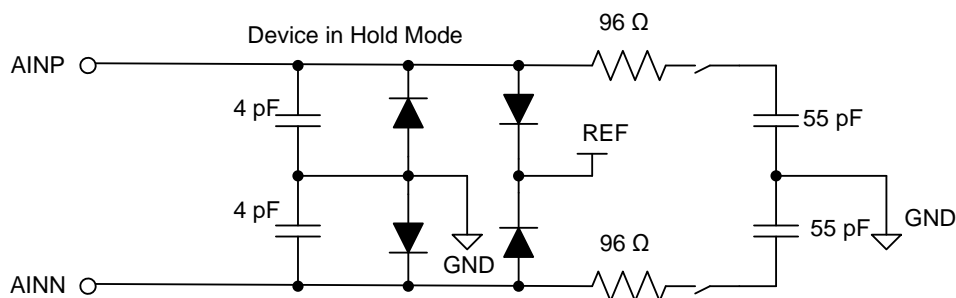 96 Ω
Device in Hold Mode
AINP
4 pF
REF
55 pF
4 pF
96 Ω
55 pF
GND
GND
AINN